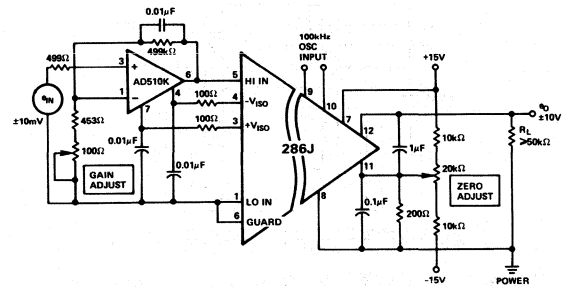 0.01μF
499kΩ
499Ω
3
+
AD510K
6
1
−
7
4
eIN
±10mV
453Ω
100Ω
GAIN
ADJUST
0.01μF
0.01μF
100Ω
100Ω
100kHz
OSC
INPUT
9
10
7
5
HI IN
4
−VISO
3
+VISO
286J
1
LO IN
6
GUARD
8
12
11
1μF
0.1μF
200Ω
+15V
10kΩ
20kΩ
ZERO
ADJUST
10kΩ
−15V
eO
±10V
RL
≥50kΩ
POWER